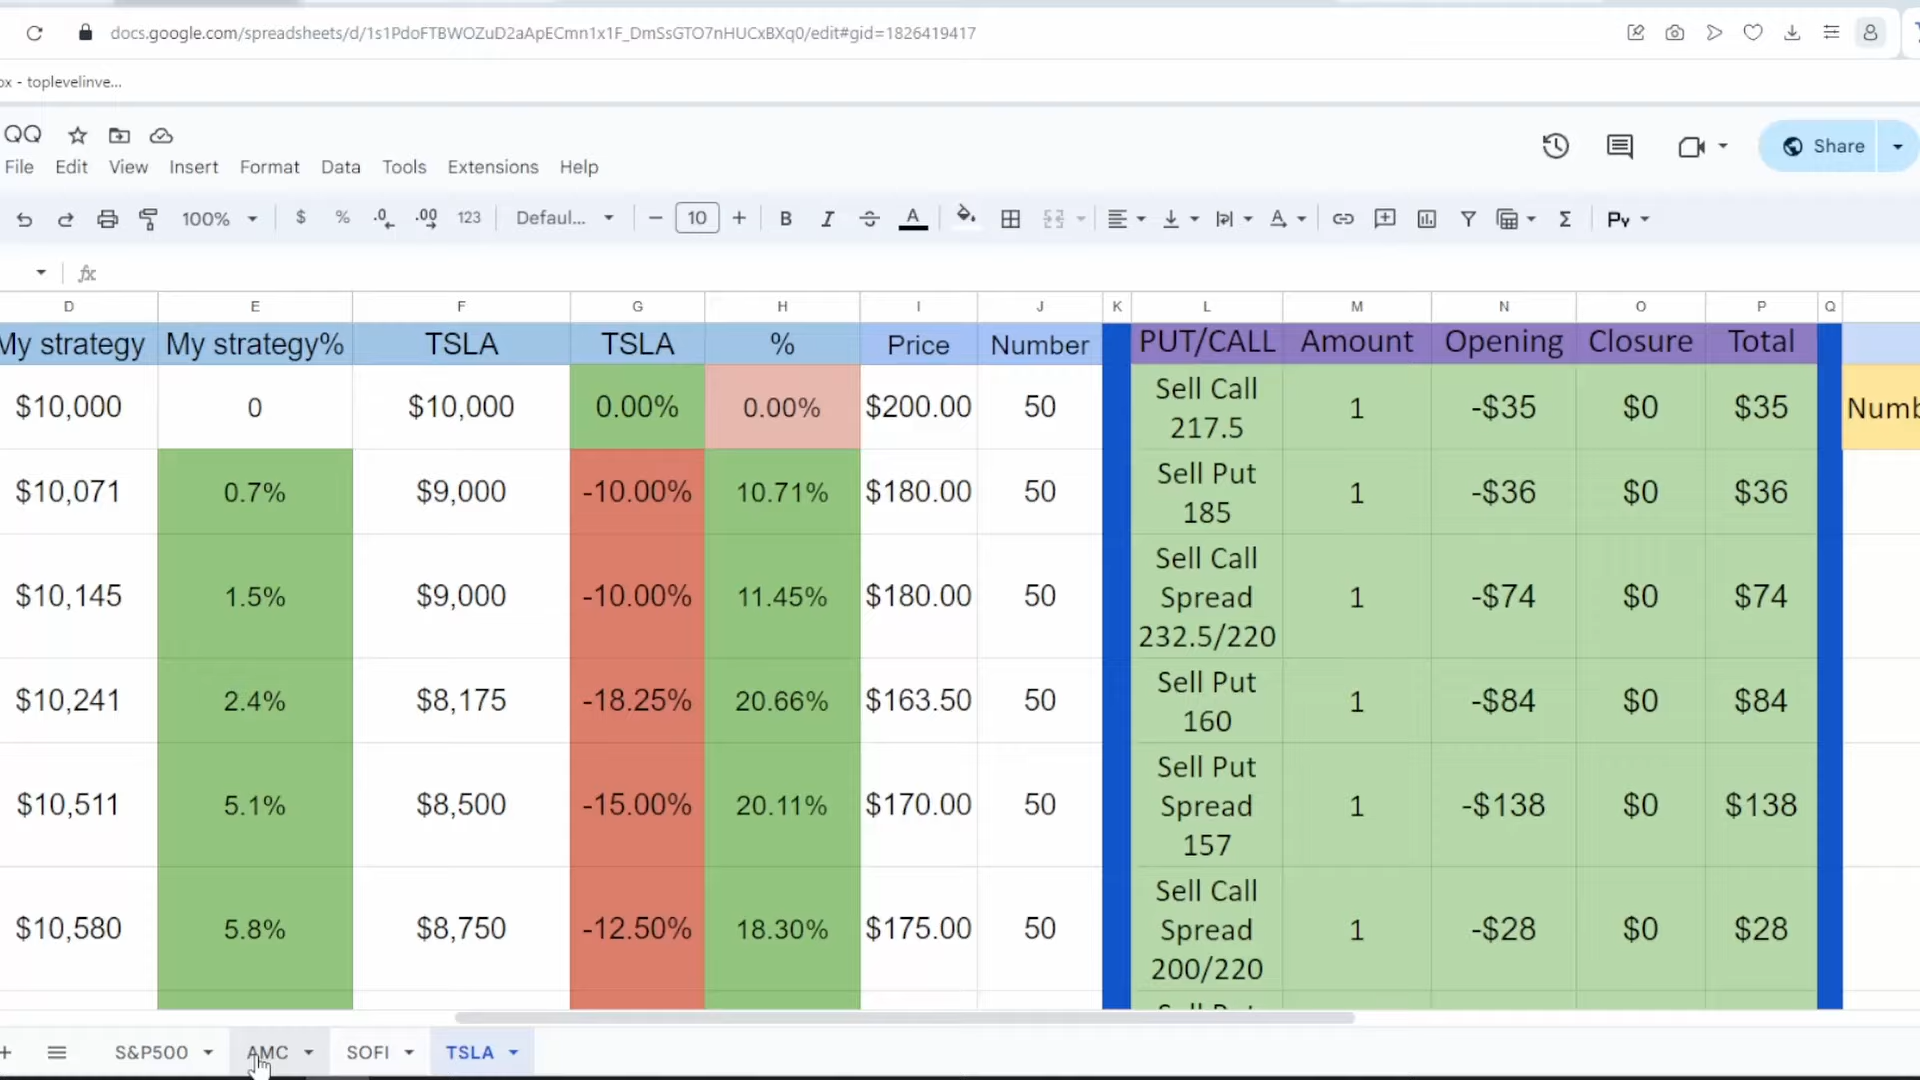 docs.google.com/spreadsheets/d/1s1PdoFTBWOZuD2aApECmn1x1F_DmSsGTO7nHUCxBXq0/edit#gid=1826419417
ox - toplevelinve...
QQ
File Edit View Insert Format Data Tools Extensions Help
Share
100% $ % .0 .00 123 Defaul... 10 B I A Σ Py
fx
D E F G H I J K L M N O P Q
My strategy My strategy% TSLA TSLA % Price Number PUT/CALL Amount Opening Closure Total
$10,000 0 $10,000 0.00% 0.00% $200.00 50 Sell Call 1 -$35 $0 $35 Numb
217.5
$10,071 0.7% $9,000 -10.00% 10.71% $180.00 50 Sell Put 1 -$36 $0 $36
185
$10,145 1.5% $9,000 -10.00% 11.45% $180.00 50 Sell Call 1 -$74 $0 $74
Spread
232.5/220
$10,241 2.4% $8,175 -18.25% 20.66% $163.50 50 Sell Put 1 -$84 $0 $84
160
$10,511 5.1% $8,500 -15.00% 20.11% $170.00 50 Sell Put 1 -$138 $0 $138
Spread
157
$10,580 5.8% $8,750 -12.50% 18.30% $175.00 50 Sell Call 1 -$28 $0 $28
Spread
200/220
S&P500 AMC SOFI TSLA